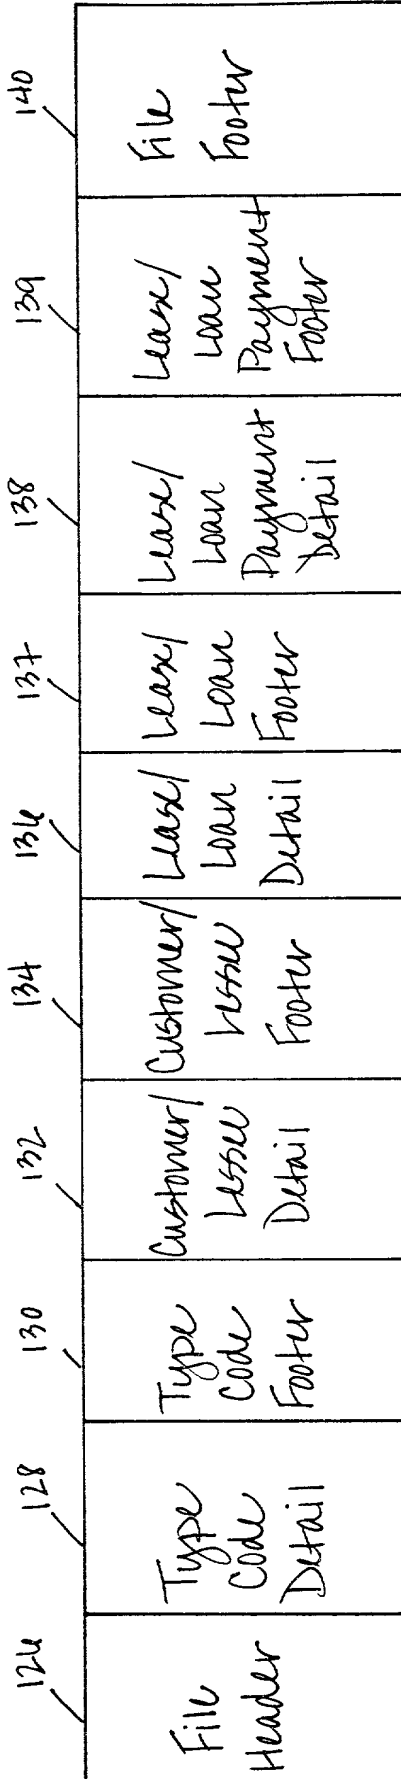 126
128
130
132
134
136
137
138
139
140
File
Header
Type
Code
Detail
Type
Code
Footer
Customer/
Lessee
Detail
Customer/
Lessee
Footer
Lease/
Loan
Detail
Lease/
Loan
Footer
Lease/
Loan
Payment
Detail
Lease/
Loan
Payment
Footer
File
Footer